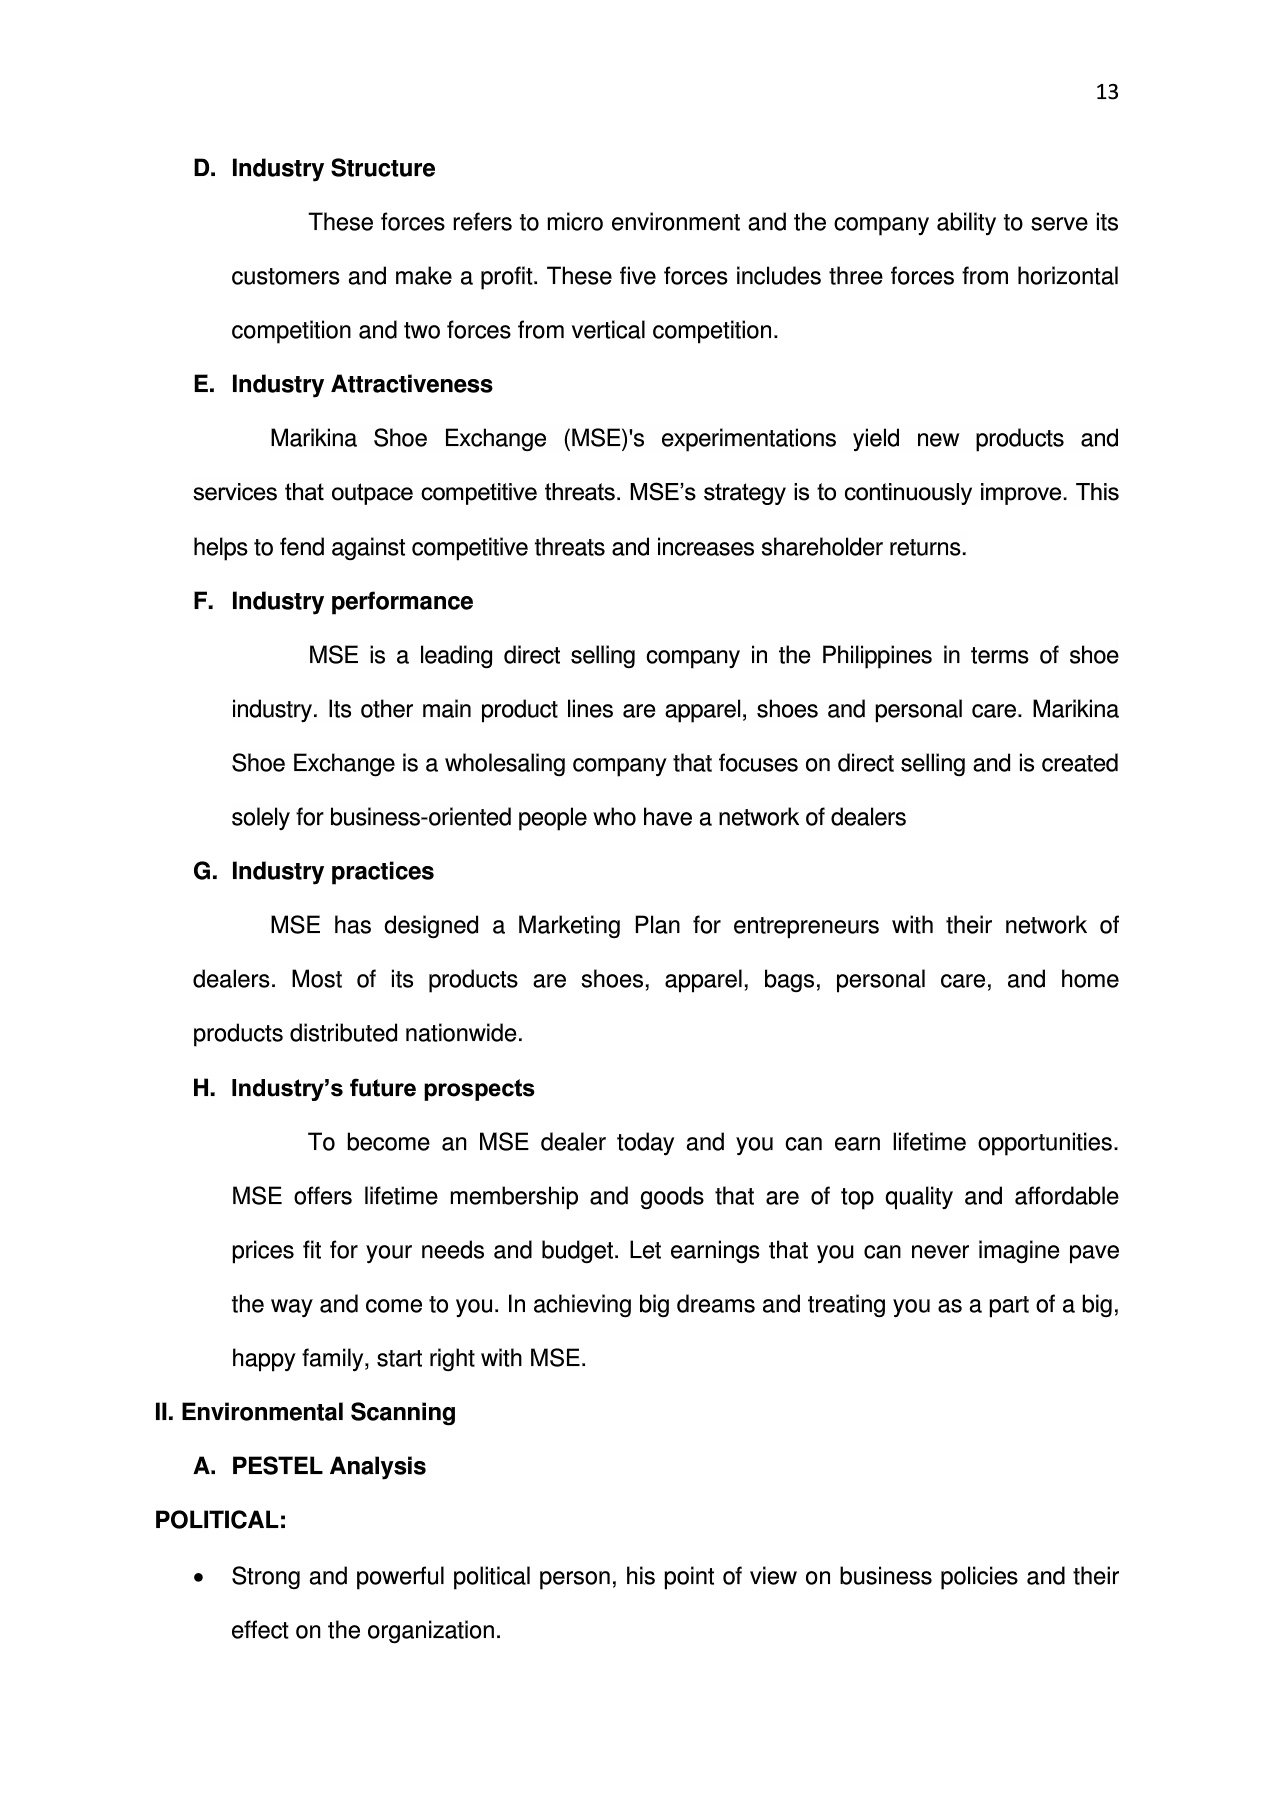 13
D. Industry Structure
These forces refers to micro environment and the company ability to serve its
customers and make a profit. These five forces includes three forces from horizontal
competition and two forces from vertical competition.
E. Industry Attractiveness
Marikina Shoe Exchange (MSE)'s experimentations yield new products and
services that outpace competitive threats. MSE’s strategy is to continuously improve. This
helps to fend against competitive threats and increases shareholder returns.
F. Industry performance
MSE is a leading direct selling company in the Philippines in terms of shoe
industry. Its other main product lines are apparel, shoes and personal care. Marikina
Shoe Exchange is a wholesaling company that focuses on direct selling and is created
solely for business-oriented people who have a network of dealers
G. Industry practices
MSE has designed a Marketing Plan for entrepreneurs with their network of
dealers. Most of its products are shoes, apparel, bags, personal care, and home
products distributed nationwide.
H. Industry’s future prospects
To become an MSE dealer today and you can earn lifetime opportunities.
MSE offers lifetime membership and goods that are of top quality and affordable
prices fit for your needs and budget. Let earnings that you can never imagine pave
the way and come to you. In achieving big dreams and treating you as a part of a big,
happy family, start right with MSE.
II. Environmental Scanning
A. PESTEL Analysis
POLITICAL:
• Strong and powerful political person, his point of view on business policies and their
effect on the organization.